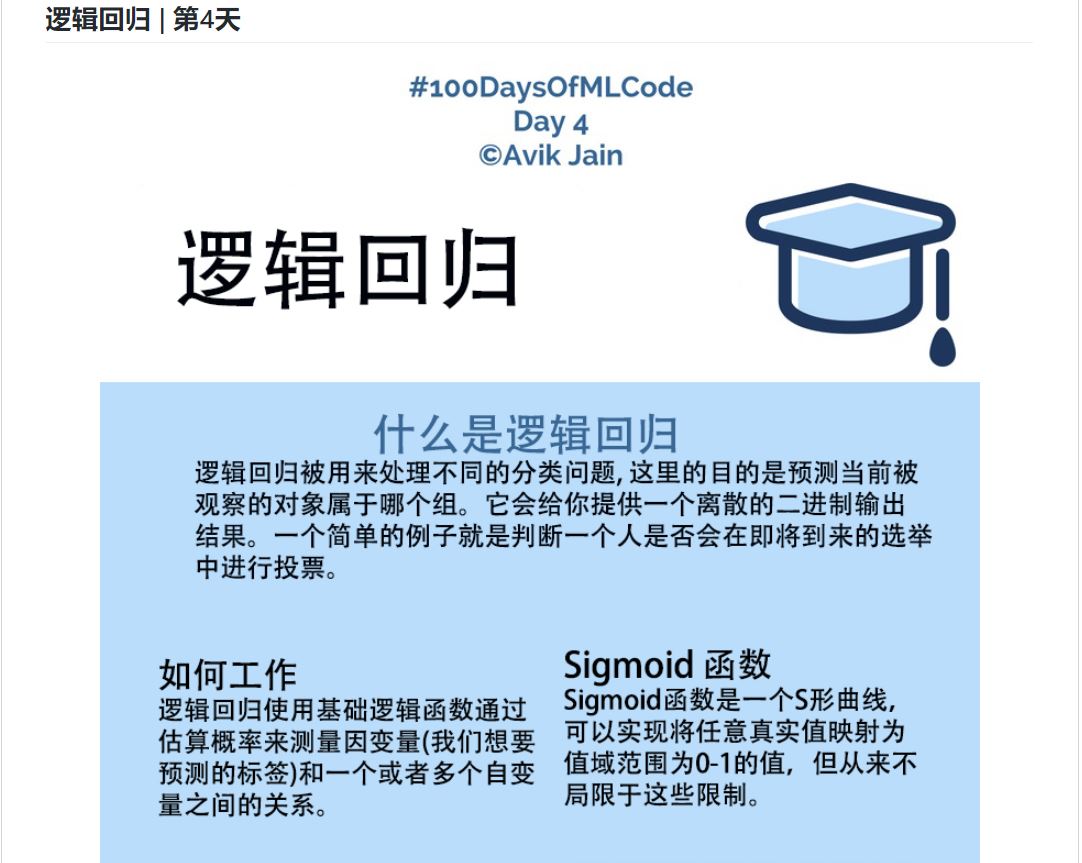 逻辑回归 | 第4天
#100DaysOfMLCode
Day 4
©Avik Jain
逻辑回归
什么是逻辑回归
逻辑回归被用来处理不同的分类问题, 这里的目的是预测当前被
观察的对象属于哪个组。它会给你提供一个离散的二进制输出
结果。一个简单的例子就是判断一个人是否会在即将到来的选举
中进行投票。
如何工作
逻辑回归使用基础逻辑函数通过
估算概率来测量因变量(我们想要
预测的标签)和一个或者多个自变
量之间的关系。
Sigmoid 函数
Sigmoid函数是一个S形曲线,
可以实现将任意真实值映射为
值域范围为0-1的值，但从来不
局限于这些限制。